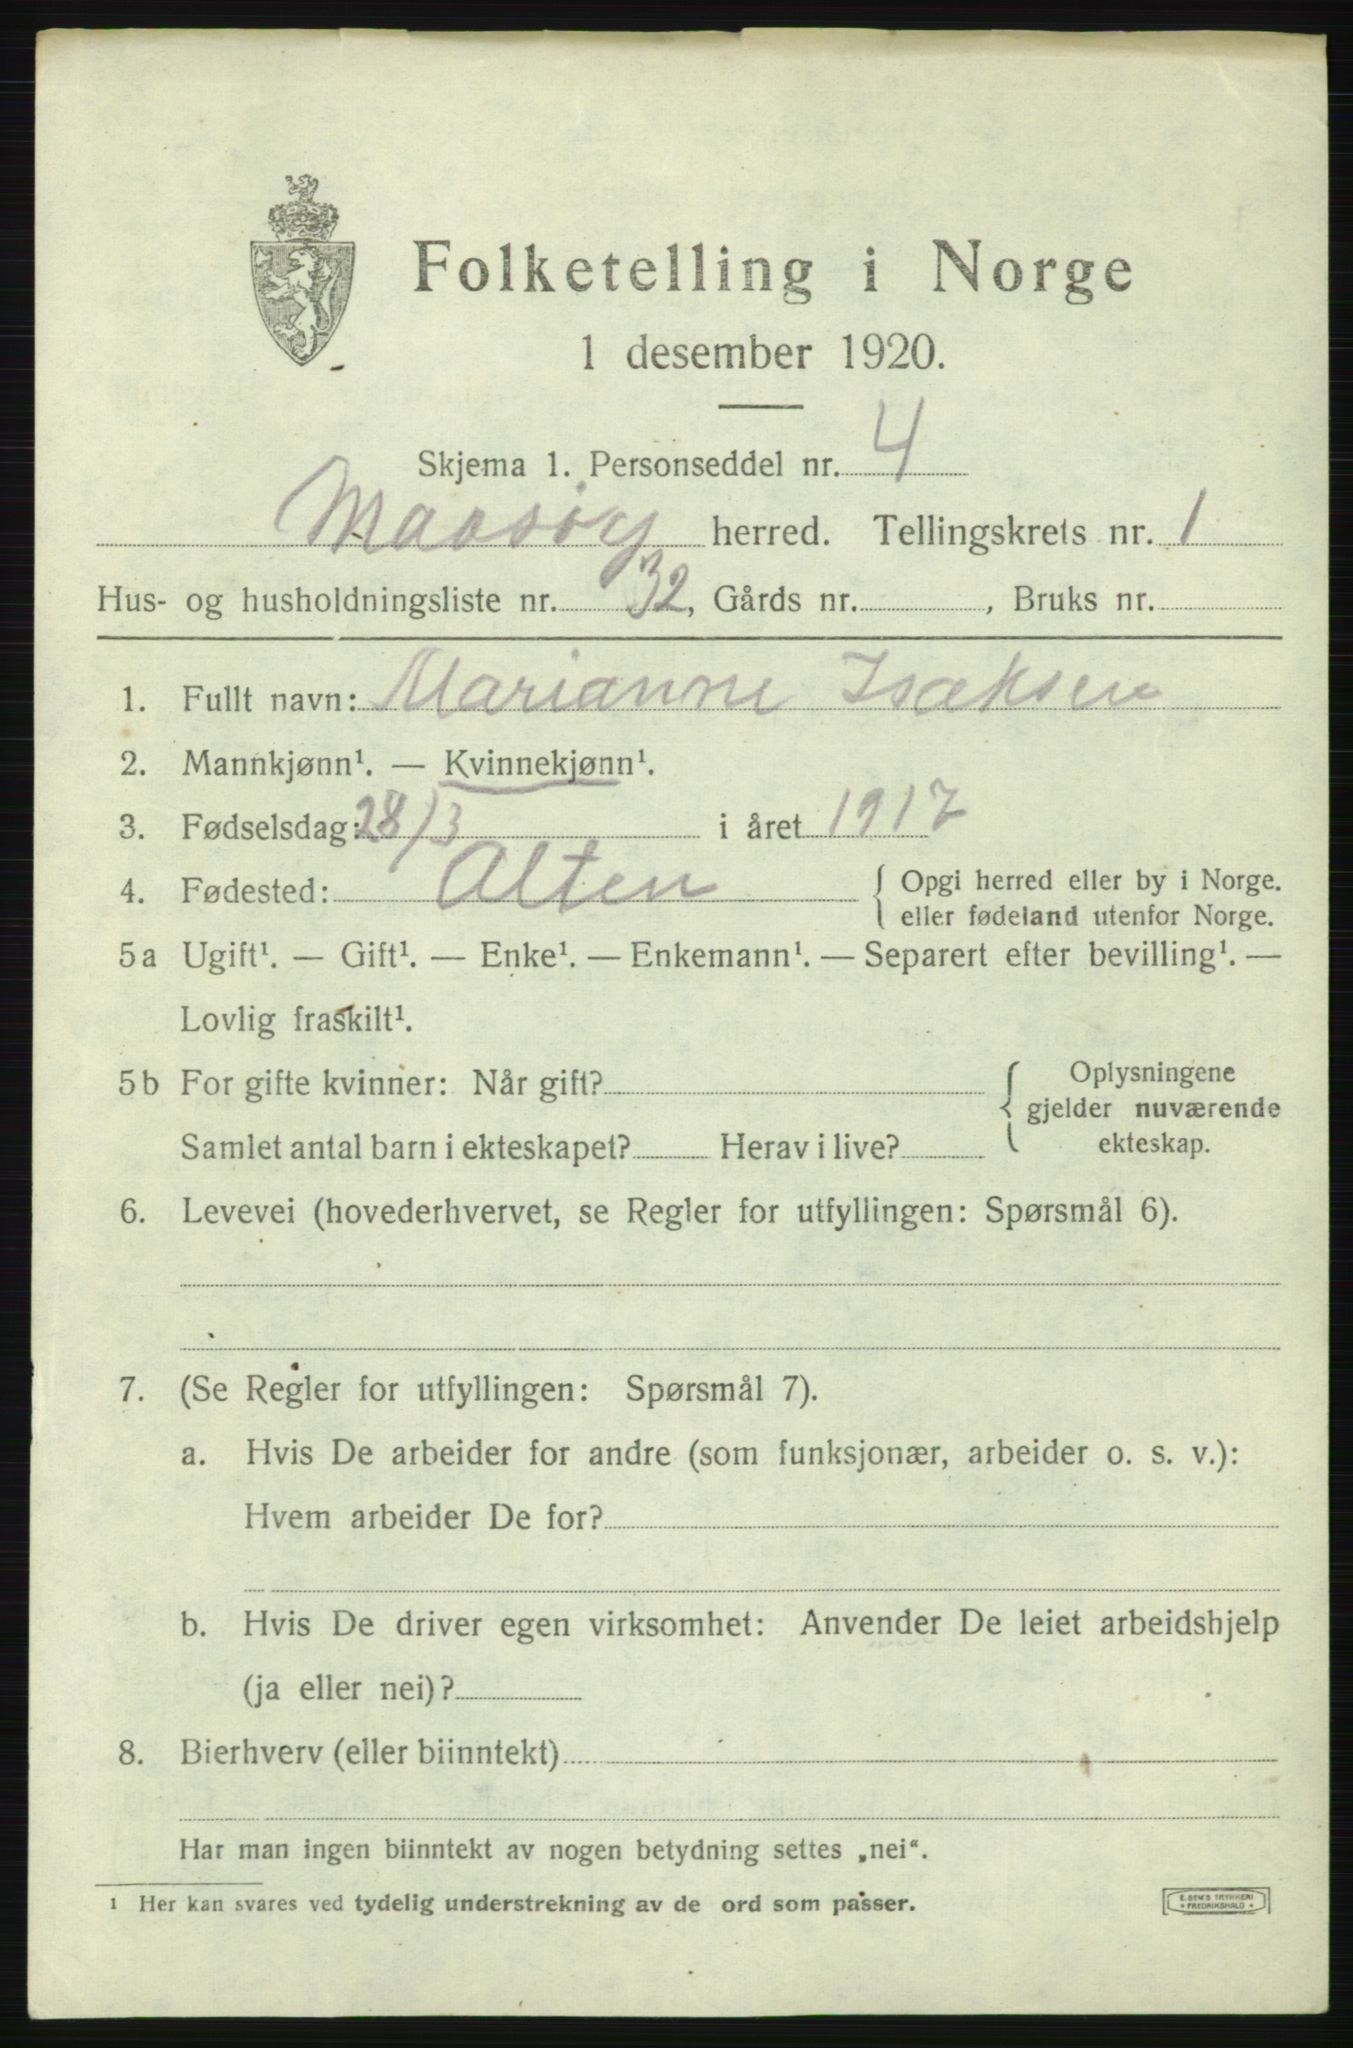 Folketelling i Norge
1 desember 1920.
Skjema 1. Personseddel nr. 4
Maasöy herred. Tellingskrets nr. 1
Hus- og husholdningsliste nr. 32, Gårds nr. , Bruks nr.
1. Fullt navn: Marianne Isaksen
2. Mannkjønn¹. — Kvinnekjønn¹.
3. Fødselsdag: 28/3 i året 1917
4. Fødested: Alten { Opgi herred eller by i Norge.
eller fødeland utenfor Norge.
5a Ugift¹. — Gift¹. — Enke¹. — Enkemann¹. — Separert efter bevilling¹. —
Lovlig fraskilt¹.
5b For gifte kvinner: Når gift? { Oplysningene
gjelder nuværende
ekteskap.
Samlet antal barn i ekteskapet? Herav i live?
6. Levevei (hovederhvervet, se Regler for utfyllingen: Spørsmål 6).
7. (Se Regler for utfyllingen: Spørsmål 7).
a. Hvis De arbeider for andre (som funksjonær, arbeider o. s. v.):
Hvem arbeider De for?
b. Hvis De driver egen virksomhet: Anvender De leiet arbeidshjelp
(ja eller nei)?
8. Bierhverv (eller biinntekt)
Har man ingen biinntekt av nogen betydning settes „nei“.
¹ Her kan svares ved tydelig understrekning av de ord som passer.
E. SEM'S TRYKKERI
* FREDRIKSHALD *